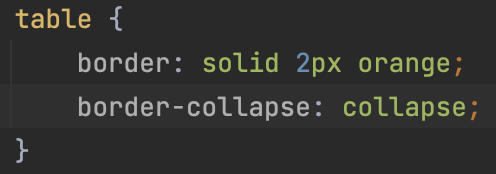 table {
    border: solid 2px orange;
    border-collapse: collapse;
}